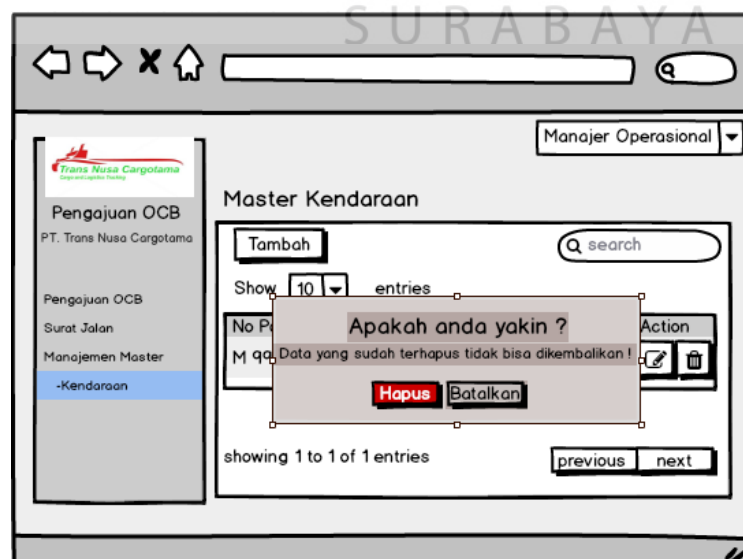 SURABAYA
Manajer Operasional
Trans Nusa Cargotama
Pengajuan OCB
PT. Trans Nusa Cargotama
Pengajuan OCB
Surat Jalan
Manajemen Master
-Kendaraan
Master Kendaraan
Tambah
search
Show 10 entries
No P
Action
M 99
Apakah anda yakin ?
Data yang sudah terhapus tidak bisa dikembalikan !
Hapus Batalkan
showing 1 to 1 of 1 entries
previous next